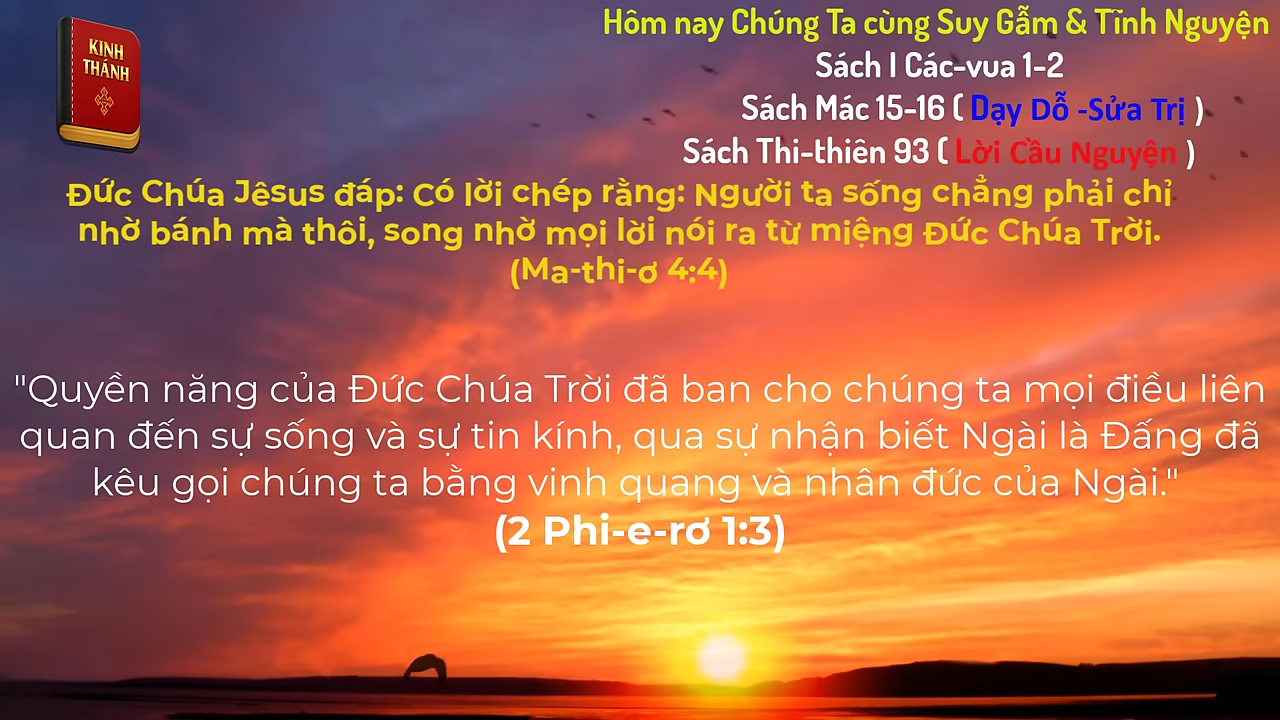 KINH
THÁNH
Hôm nay Chúng Ta cùng Suy Gẫm & Tĩnh Nguyện
Sách I Các-vua 1-2
Sách Mác 15-16 ( Dạy Dỗ -Sửa Trị )
Sách Thi-thiên 93 ( Lời Cầu Nguyện )
Đức Chúa Jêsus đáp: Có lời chép rằng: Người ta sống chẳng phải chỉ
nhờ bánh mà thôi, song nhờ mọi lời nói ra từ miệng Đức Chúa Trời.
(Ma-thi-ơ 4:4)
"Quyền năng của Đức Chúa Trời đã ban cho chúng ta mọi điều liên
quan đến sự sống và sự tin kính, qua sự nhận biết Ngài là Đấng đã
kêu gọi chúng ta bằng vinh quang và nhân đức của Ngài."
(2 Phi-e-rơ 1:3)